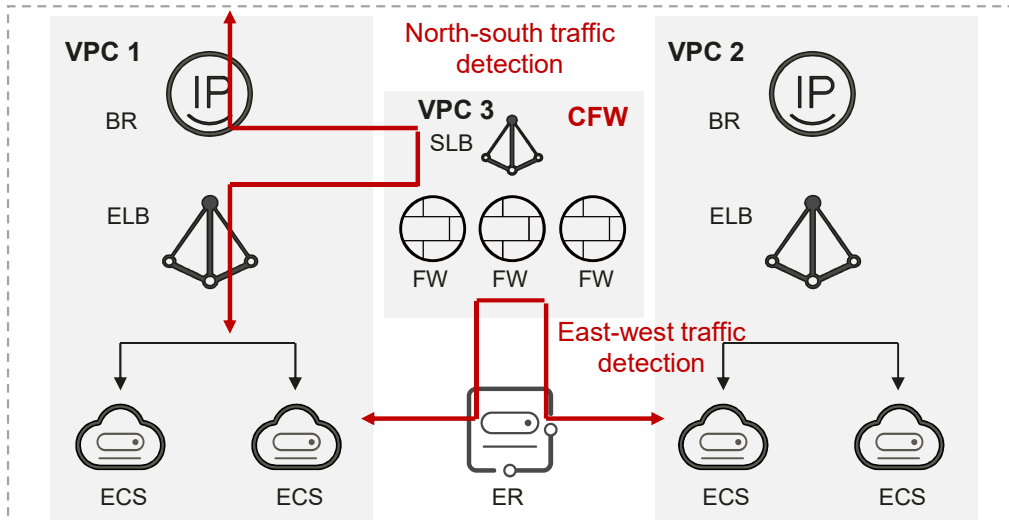 VPC 1
IP
BR
ELB
ECS
ECS
North-south traffic
detection
VPC 3
CFW
SLB
FW
FW
FW
East-west traffic
detection
ER
VPC 2
IP
BR
ELB
ECS
ECS